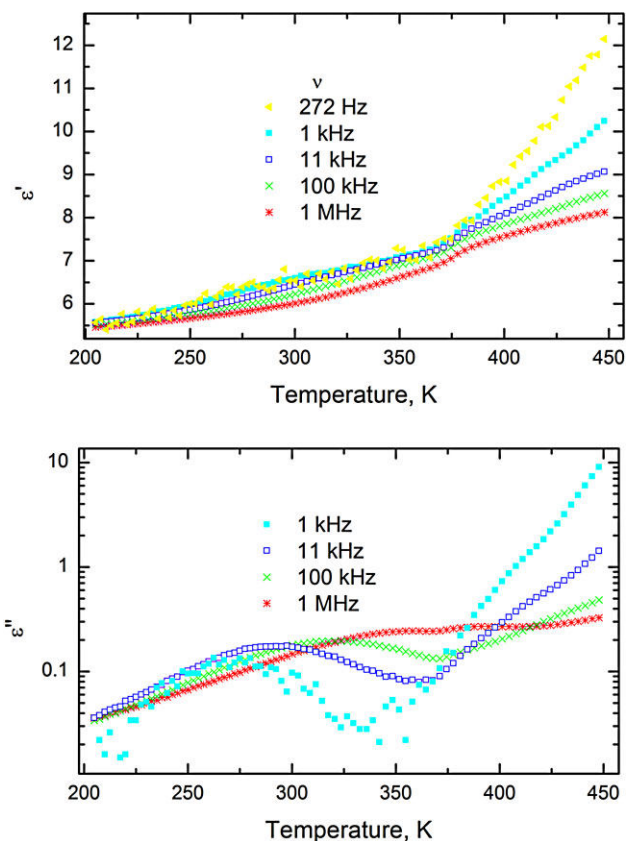 12
11
10
9
8
7
6
ε'
ν
272 Hz
1 kHz
11 kHz
100 kHz
1 MHz
200 250 300 350 400 450
Temperature, K
10
1
0.1
ε"
1 kHz
11 kHz
100 kHz
1 MHz
200 250 300 350 400 450
Temperature, K